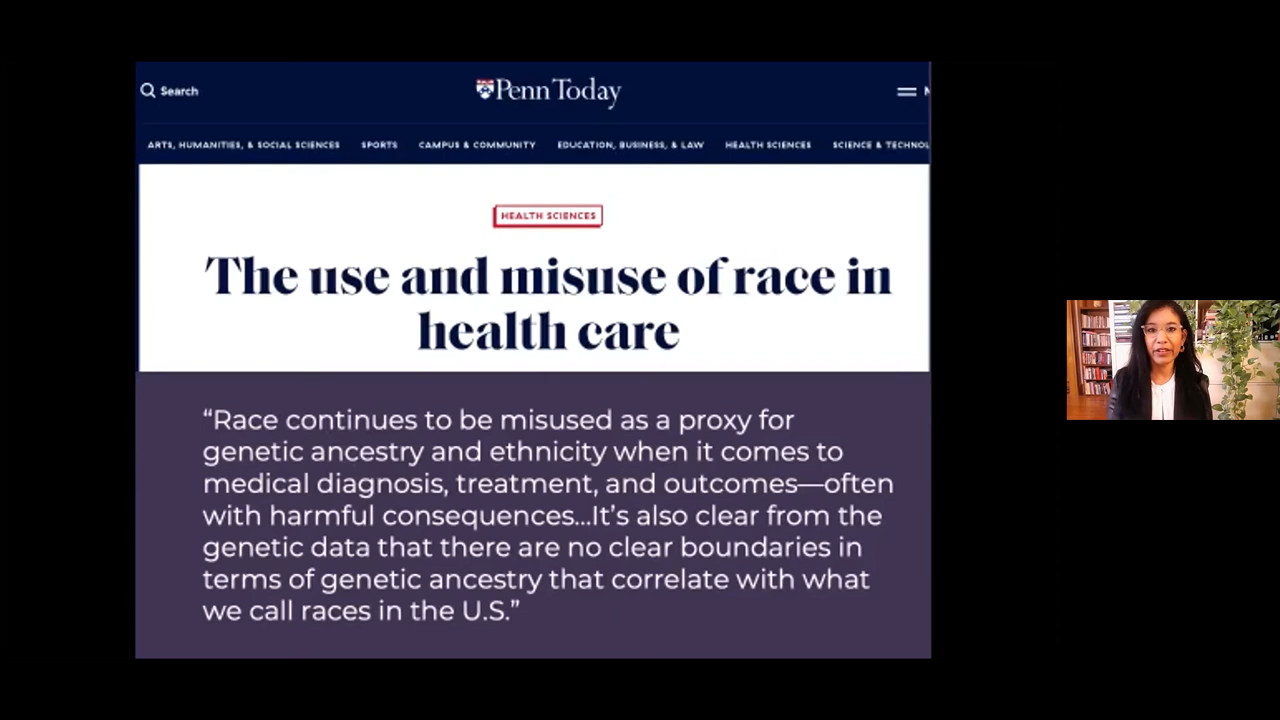 Search
Penn Today
ARTS, HUMANITIES, & SOCIAL SCIENCES SPORTS CAMPUS & COMMUNITY EDUCATION, BUSINESS, & LAW HEALTH SCIENCES SCIENCE & TECHNOL
HEALTH SCIENCES
The use and misuse of race in
health care
“Race continues to be misused as a proxy for
genetic ancestry and ethnicity when it comes to
medical diagnosis, treatment, and outcomes—often
with harmful consequences...It’s also clear from the
genetic data that there are no clear boundaries in
terms of genetic ancestry that correlate with what
we call races in the U.S.”